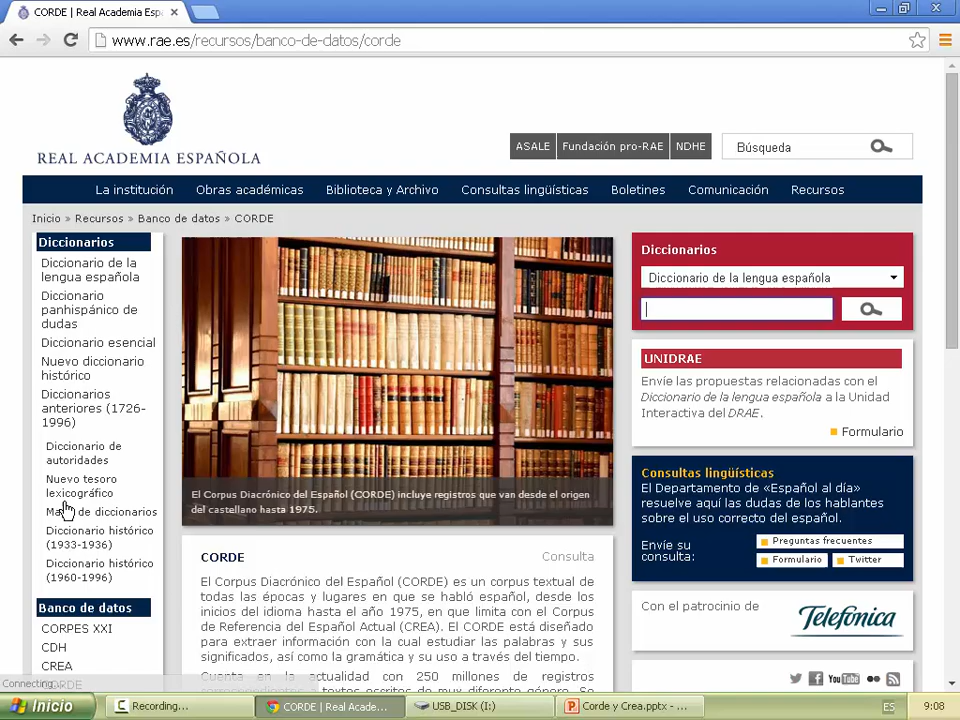 CORDE | Real Academia Esp
www.rae.es/recursos/banco-de-datos/corde
REAL ACADEMIA ESPAÑOLA
ASALE
Fundación pro-RAE
NDHE
Búsqueda
La institución
Obras académicas
Biblioteca y Archivo
Consultas lingüísticas
Boletines
Comunicación
Recursos
Inicio » Recursos » Banco de datos » CORDE
Diccionarios
Diccionario de la
lengua española
Diccionario
panhispánico de
dudas
Diccionario esencial
Nuevo diccionario
histórico
Diccionarios
anteriores (1726-
1996)
Diccionario de
autoridades
Nuevo tesoro
lexicográfico
de diccionarios
Diccionario histórico
(1933-1936)
Diccionario histórico
(1960-1996)
Banco de datos
CORPES XXI
CDH
CREA
CORDE
Connecting...
El Corpus Diacrónico del Español (CORDE) incluye registros que van desde el origen
del castellano hasta 1975.
CORDE
Consulta
El Corpus Diacrónico del Español (CORDE) es un corpus textual de
todas las épocas y lugares en que se habló español, desde los
inicios del idioma hasta el año 1975, en que limita con el Corpus
de Referencia del Español Actual (CREA). El CORDE está diseñado
para extraer información con la cual estudiar las palabras y sus
significados, así como la gramática y su uso a través del tiempo.
Cuenta en la actualidad con 250 millones de registros
Diccionarios
Diccionario de la lengua española
UNIDRAE
Envíe las propuestas relacionadas con el
Diccionario de la lengua española a la Unidad
Interactiva del DRAE.
Formulario
Consultas lingüísticas
El Departamento de «Español al día»
resuelve aquí las dudas de los hablantes
sobre el uso correcto del español.
Envíe su
consulta:
Preguntas frecuentes
Formulario
Twitter
Con el patrocinio de
Telefónica
You Tube
Inicio
Recording...
CORDE | Real Acade...
USB_DISK (I:)
Corde y Crea.pptx - ...
ES
9:08